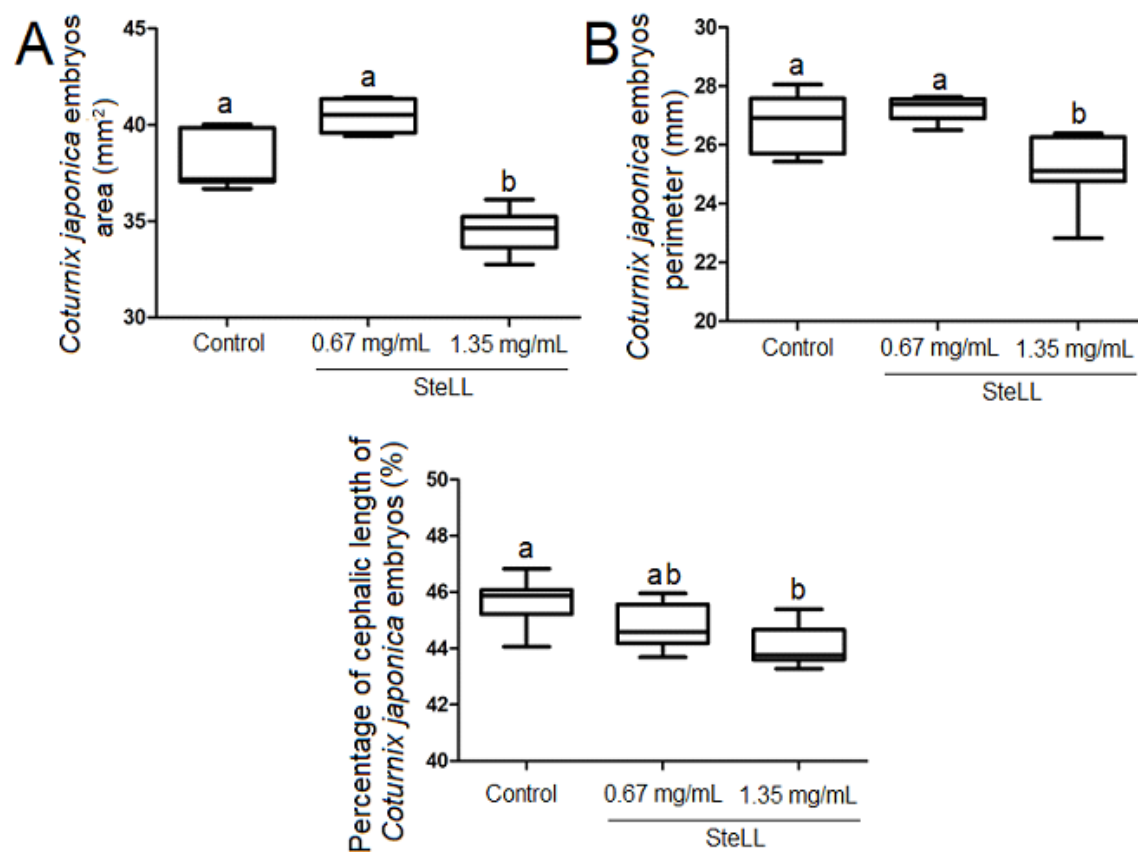 A
Coturnix japonica embryos
area (mm²)
45
40
35
30
a
a
b
Control
0.67 mg/mL
1.35 mg/mL
SteLL
B
Coturnix japonica embryos
perimeter (mm)
30
28
26
24
22
20
a
a
b
Control
0.67 mg/mL
1.35 mg/mL
SteLL
Percentage of cephalic length of
Coturnix japonica embryos (%)
50
48
46
44
42
40
a
ab
b
Control
0.67 mg/mL
1.35 mg/mL
SteLL